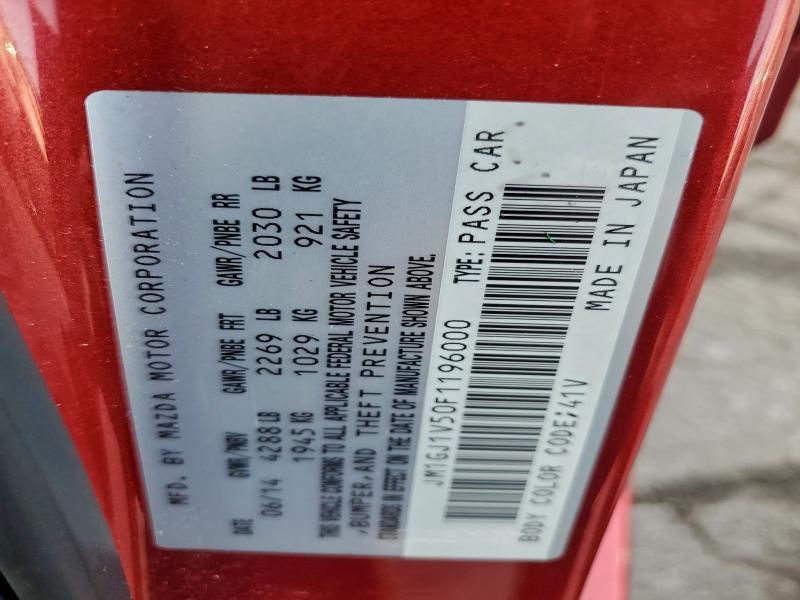 MFD. BY MAZDA MOTOR CORPORATION
DATE GVWR/PNBV GAWR/PNBE FRT GAWR/PNBE RR
06/14 4288 LB 2269 LB 2030 LB
1945 KG 1029 KG 921 KG
THIS VEHICLE CONFORMS TO ALL APPLICABLE FEDERAL MOTOR VEHICLE SAFETY
,BUMPER,AND THEFT PREVENTION
STANDARDS IN EFFECT ON THE DATE OF MANUFACTURE SHOWN ABOVE.
JM1GJ1V50F1196000 TYPE:PASS CAR
BODY COLOR CODE;41V MADE IN JAPAN